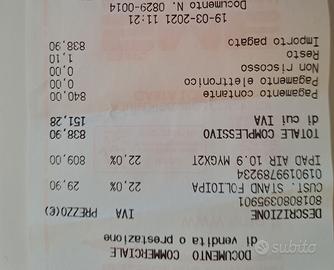 DOCUMENTO COMMERCIALE
di vendita o prestazione
DESCRIZIONE IVA PREZZO(€)
8018080395501
CUST. STAND FOLIOIPA 22,0% 29,90
0190199789234
IPAD AIR 10.9 MYGX2T 22,0% 809,00
TOTALE COMPLESSIVO 838,90
di cui IVA 151,28
Pagamento contante 840,00
Pagamento elettronico 0,00
Non riscosso 0,00
Resto 1,10
Importo pagato 838,90
19-03-2021 11:21
Documento N. 0829-0014
subito